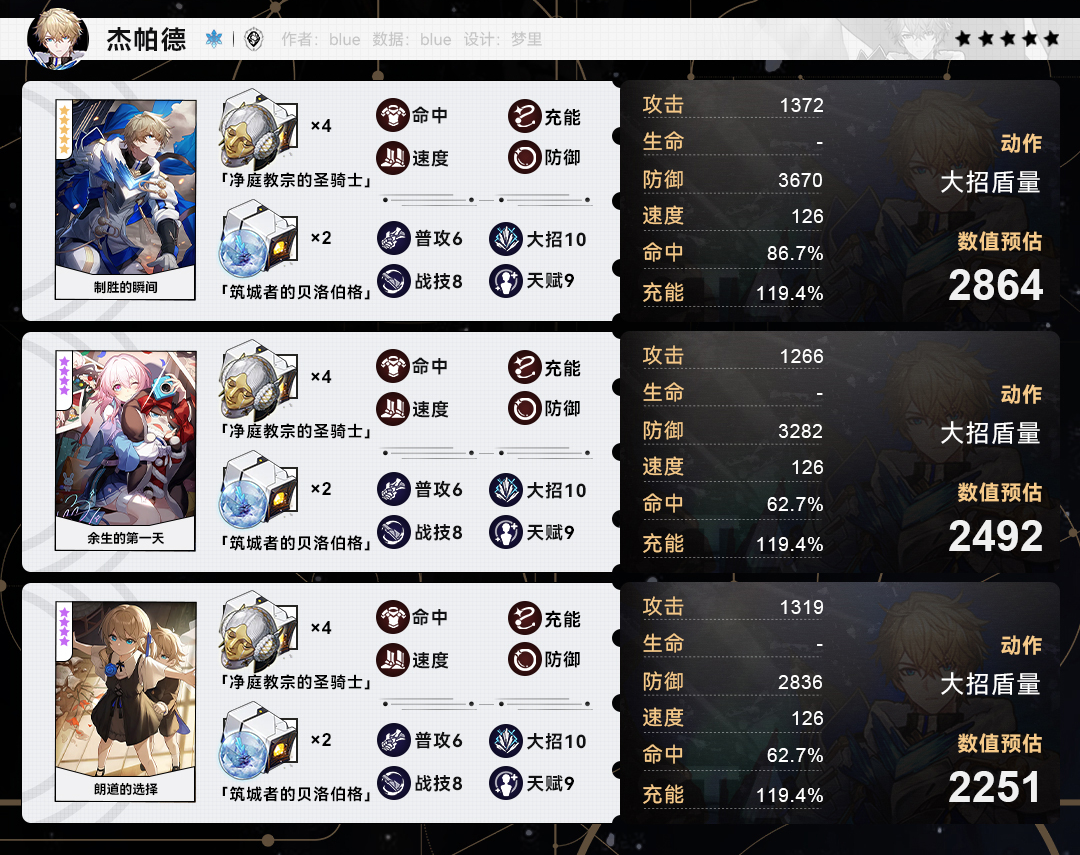 杰帕德 作者：blue 数据：blue 设计：梦里
制胜的瞬间
×4
「净庭教宗的圣骑士」
×2
「筑城者的贝洛伯格」
命中 充能
速度 防御
普攻6 大招10
战技8 天赋9
攻击 1372
生命 -
防御 3670
速度 126
命中 86.7%
充能 119.4%
动作
大招盾量
数值预估
2864
余生的第一天
×4
「净庭教宗的圣骑士」
×2
「筑城者的贝洛伯格」
命中 充能
速度 防御
普攻6 大招10
战技8 天赋9
攻击 1266
生命 -
防御 3282
速度 126
命中 62.7%
充能 119.4%
动作
大招盾量
数值预估
2492
朗道的选择
×4
「净庭教宗的圣骑士」
×2
「筑城者的贝洛伯格」
命中 充能
速度 防御
普攻6 大招10
战技8 天赋9
攻击 1319
生命 -
防御 2836
速度 126
命中 62.7%
充能 119.4%
动作
大招盾量
数值预估
2251